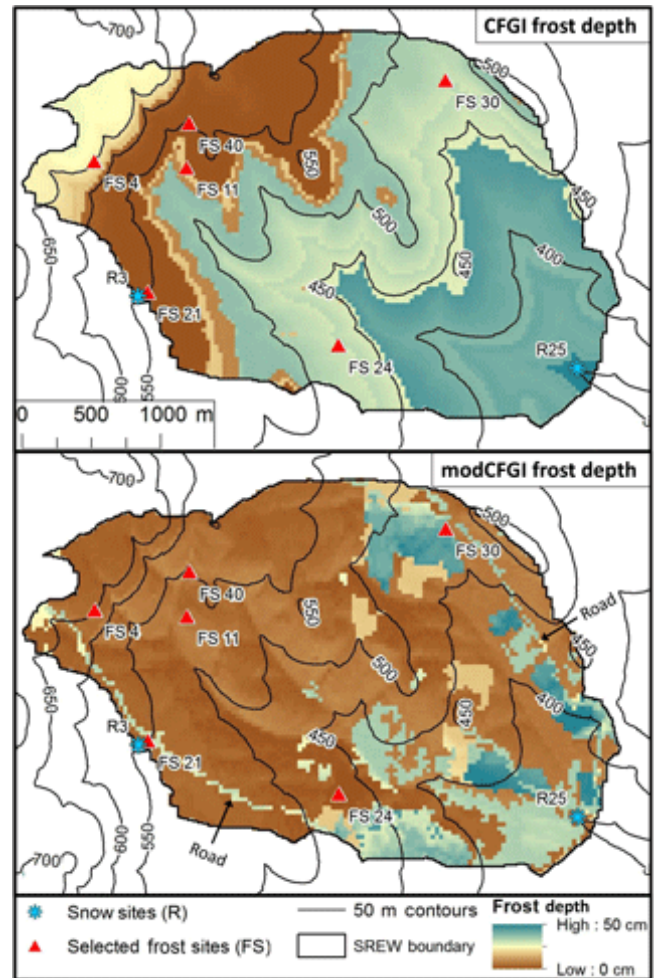 CFGI frost depth
700
500
FS 30
FS 40
550
FS 4
FS 11
450
500
650
450
400
R3
FS 21
450
R25
FS 24
600
550
0 500 1000 m
700
modCFGI frost depth
700
500
FS 30
FS 40
Road
550
FS 4
FS 11
450
500
650
450
400
R3
450
FS 21
R25
FS 24
600
550
Road
700
Snow sites (R)
50 m contours
Frost depth
High : 50 cm
Selected frost sites (FS)
SREW boundary
Low : 0 cm